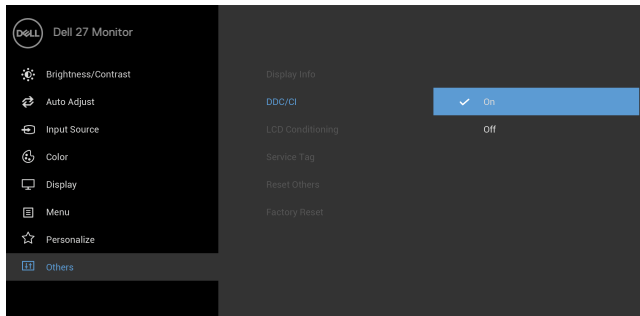 DELL Dell 27 Monitor
Brightness/Contrast
Display Info
Auto Adjust
DDC/CI
On
Input Source
LCD Conditioning
Off
Color
Service Tag
Display
Reset Others
Menu
Factory Reset
Personalize
Others